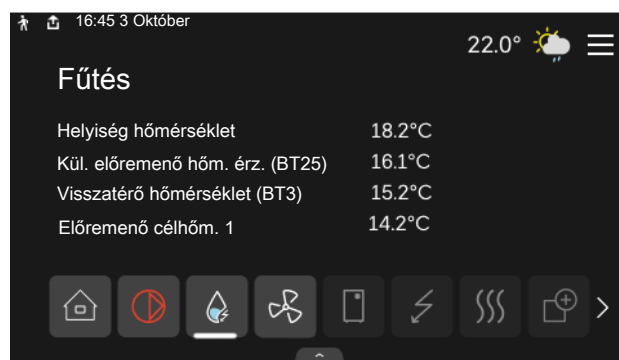 16:45 3 Október
22.0°
Fűtés
Helyiség hőmérséklet 18.2°C
Kül. előremenő hőm. érz. (BT25) 16.1°C
Visszatérő hőmérséklet (BT3) 15.2°C
Előremenő célhőm. 1 14.2°C